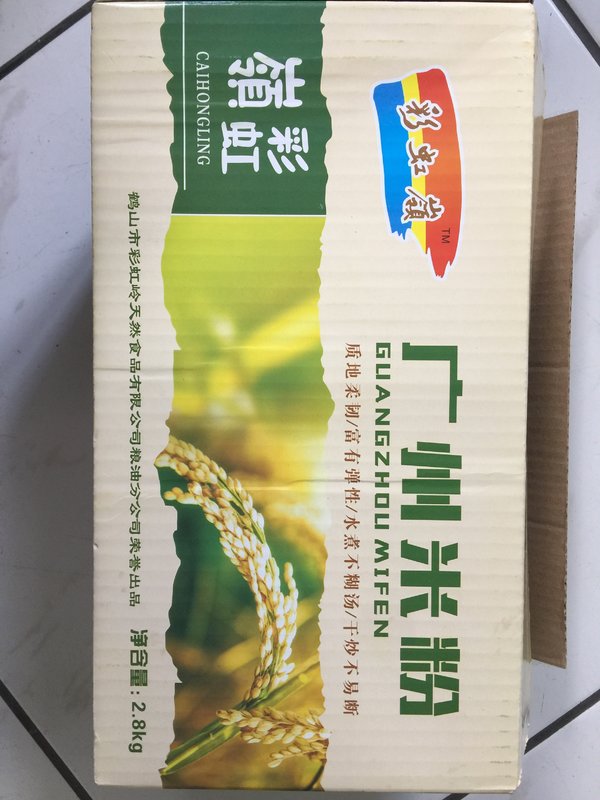 彩虹嶺
TM
彩虹
嶺
CAIHONGLING
广州米粉
GUANGZHOU MIFEN
质地柔韧/富有弹性/水煮不糊汤/干炒不易断
鹤山市彩虹岭天然食品有限公司粮油分公司荣誉出品
净含量:2.8kg